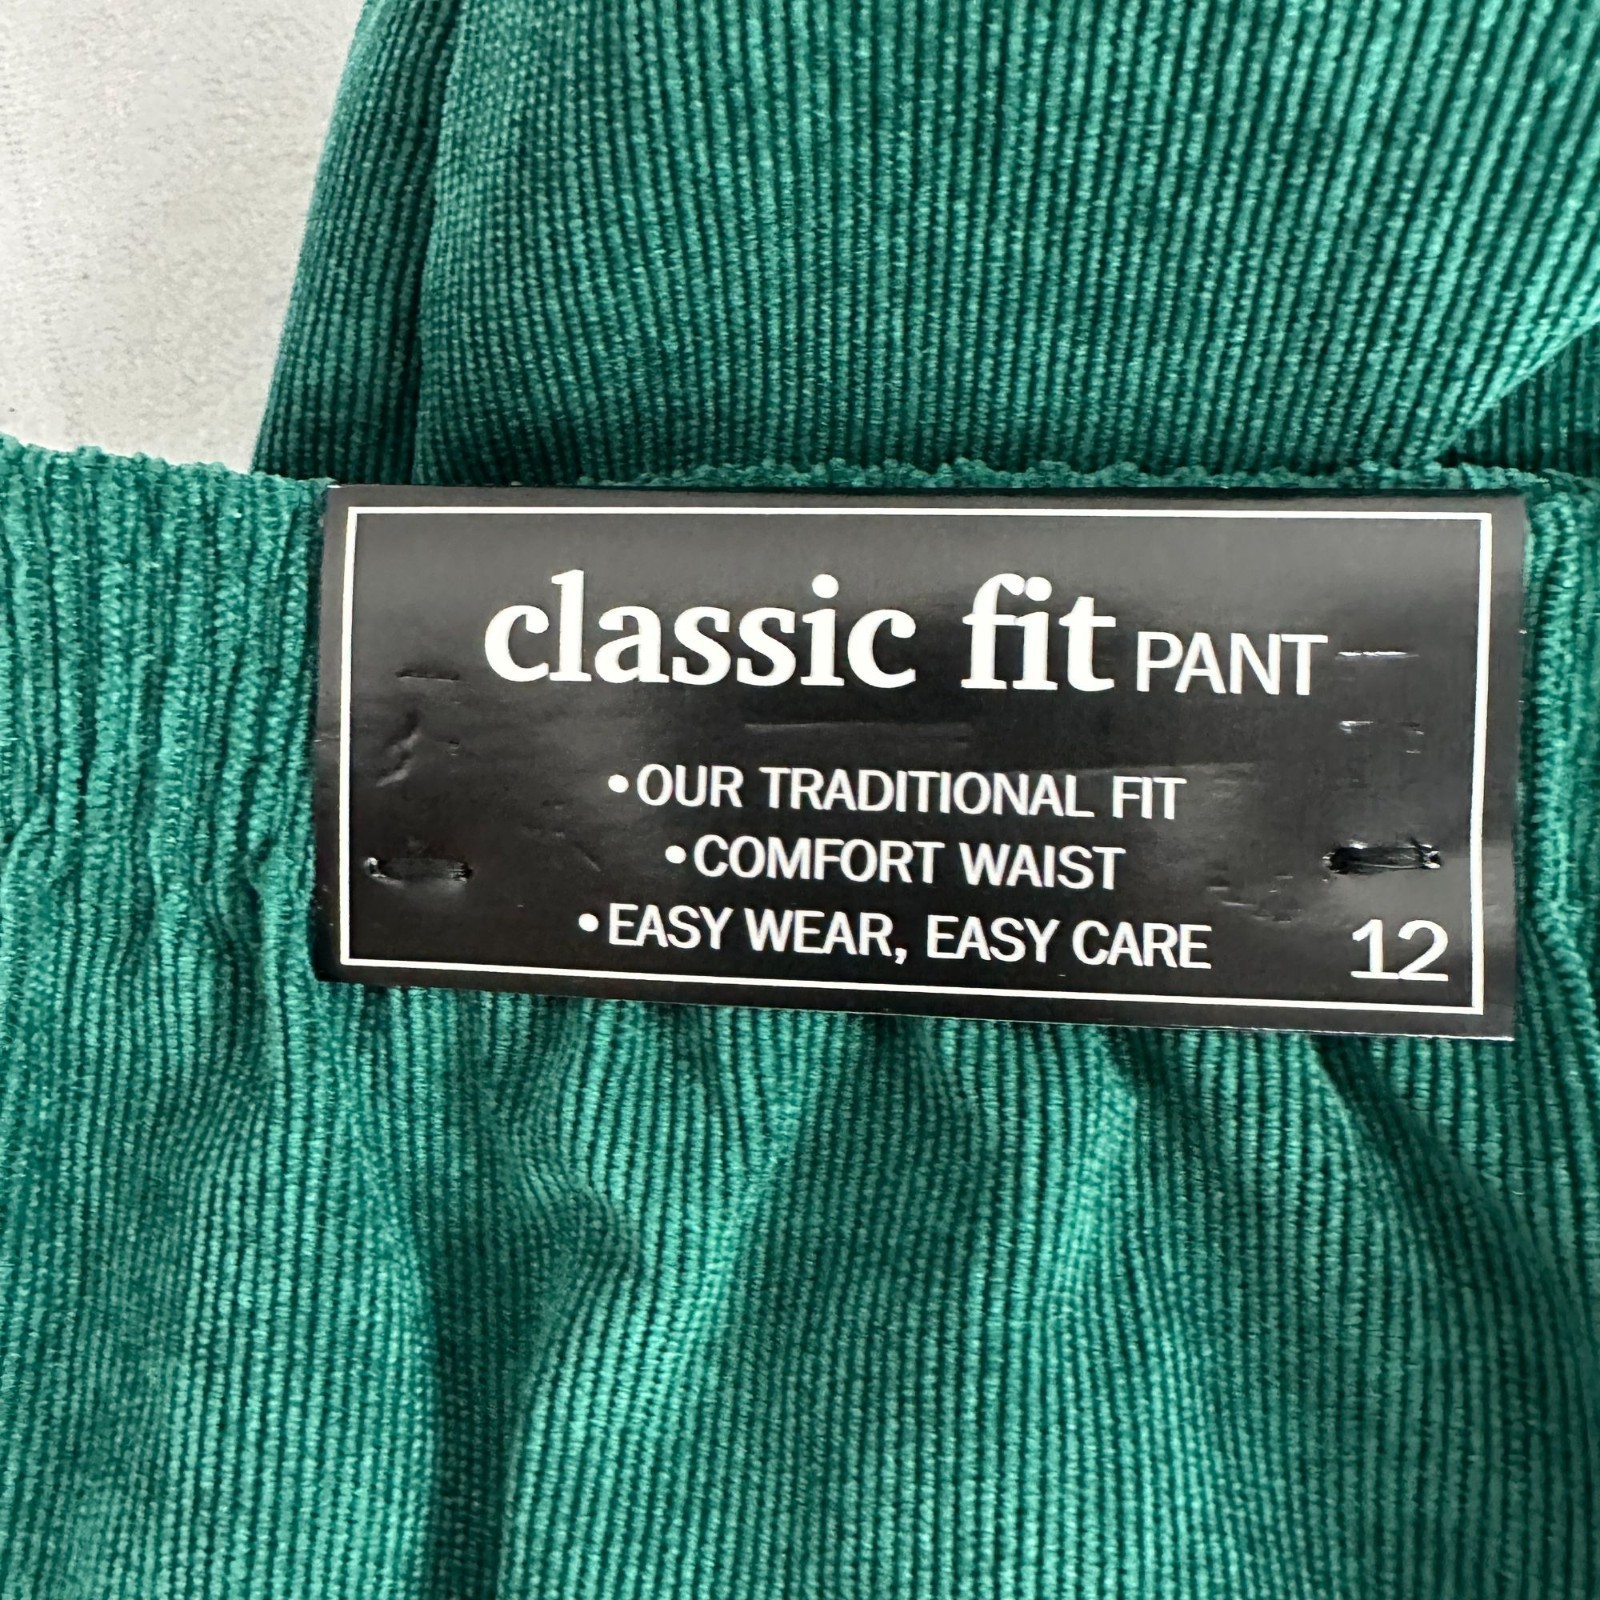 classic fit PANT
•OUR TRADITIONAL FIT
•COMFORT WAIST
•EASY WEAR, EASY CARE
12